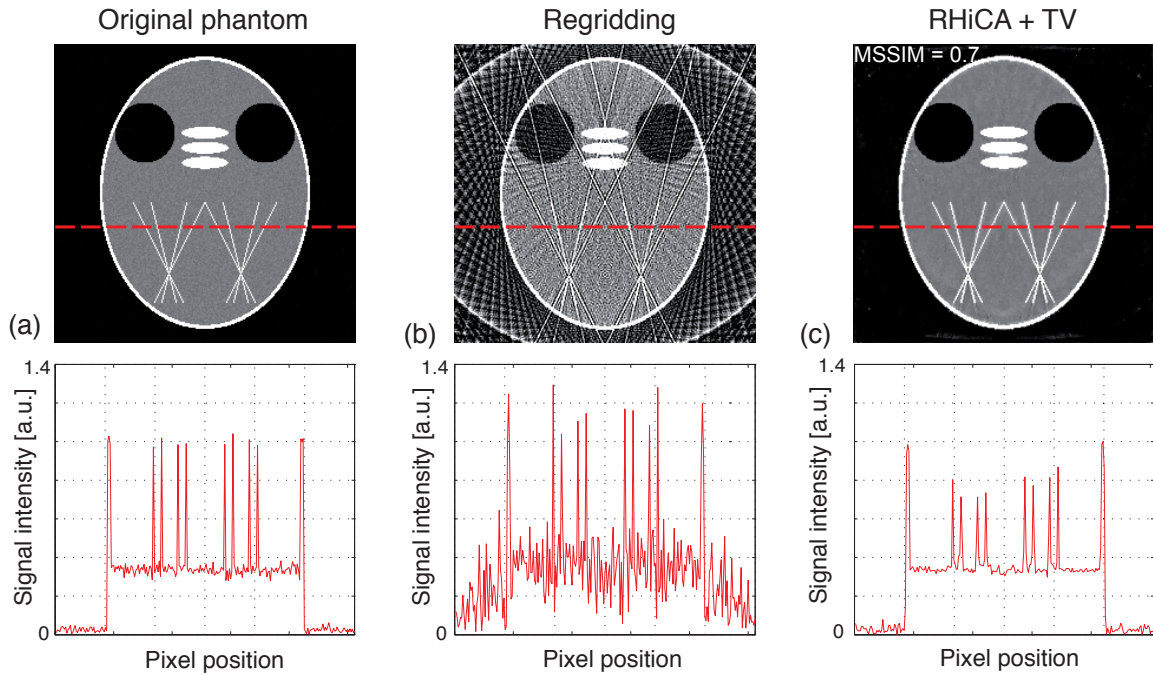 Original phantom
Regridding
RHiCA + TV
MSSIM = 0.7
(a)
(b)
(c)
1.4
Signal intensity [a.u.]
0
Pixel position
1.4
Signal intensity [a.u.]
0
Pixel position
1.4
Signal intensity [a.u.]
0
Pixel position